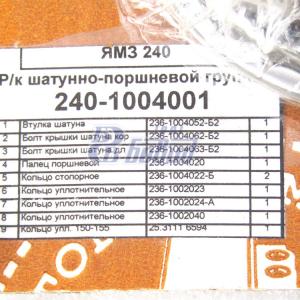 ЯМЗ 240
Р/к шатунно-поршневой груп
240-1004001
1 Втулка шатуна 236-1004052-Б2 1
2 Болт крышки шатуна кор 236-1004062-Б2 1
3 Болт крышки шатуна дл 236-1004063-Б2 1
4 Палец поршневой 236-1004020 1
5 Кольцо стопорное 236-1004022-Б 2
6 Кольцо уплотнительное 236-1002023 1
7 Кольцо уплотнительное 236-1002024-А 1
8 Кольцо уплотнительное 236-1002040 1
9 Кольцо упл. 150-155 25.3111 6594 1